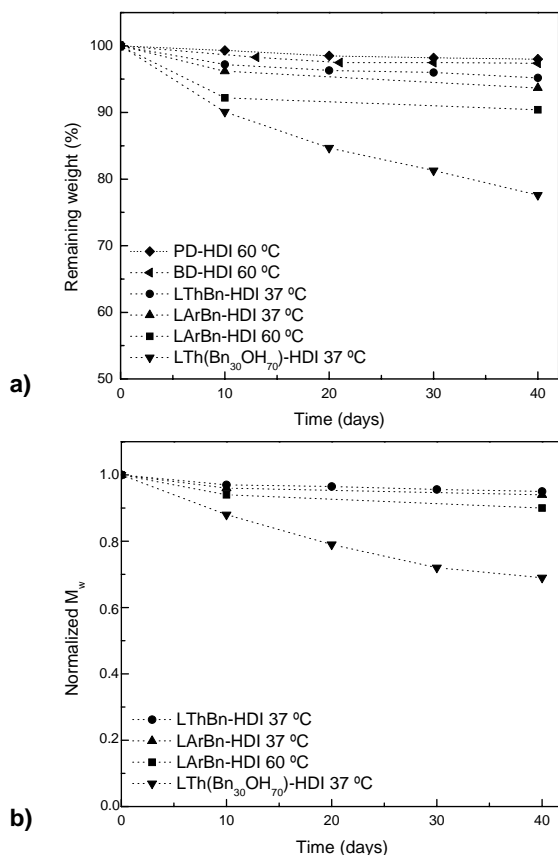 a)
Remaining weight (%)
100
90
80
70
60
50
PD-HDI 60 ºC
BD-HDI 60 ºC
LThBn-HDI 37 ºC
LArBn-HDI 37 ºC
LArBn-HDI 60 ºC
LTh(Bn₃₀OH₇₀)-HDI 37 ºC
0 10 20 30 40
Time (days)
b)
Normalized M_w
1.0
0.8
0.6
0.4
0.2
0.0
LThBn-HDI 37 ºC
LArBn-HDI 37 ºC
LArBn-HDI 60 ºC
LTh(Bn₃₀OH₇₀)-HDI 37 ºC
0 10 20 30 40
Time (days)